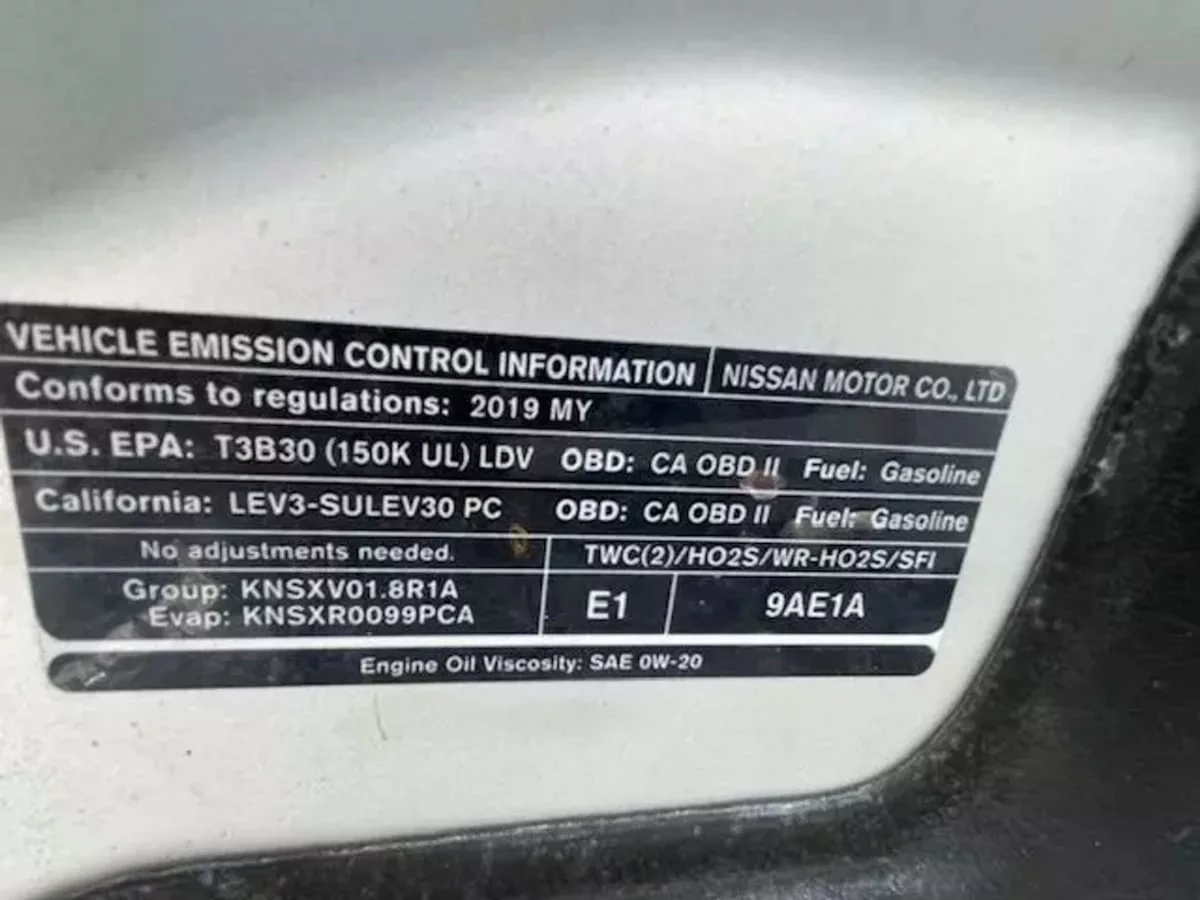 VEHICLE EMISSION CONTROL INFORMATION NISSAN MOTOR CO., LTD
Conforms to regulations: 2019 MY
U.S. EPA: T3B30 (150K UL) LDV OBD: CA OBD II Fuel: Gasoline
California: LEV3-SULEV30 PC OBD: CA OBD II Fuel: Gasoline
No adjustments needed. TWC(2)/HO2S/WR-HO2S/SFI
Group: KNSXV01.8R1A
Evap: KNSXR0099PCA
E1 9AE1A
Engine Oil Viscosity: SAE 0W-20